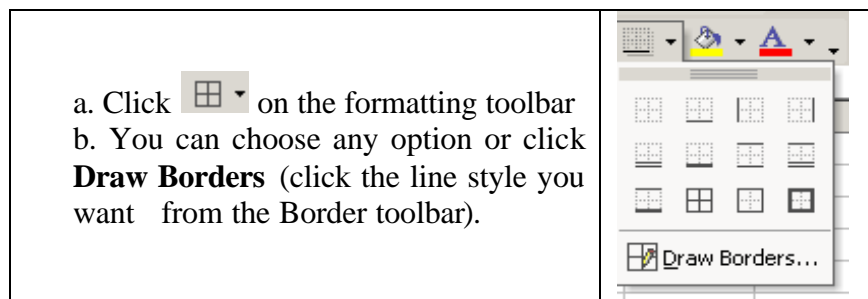 a. Click on the formatting toolbar
b. You can choose any option or click
Draw Borders (click the line style you
want from the Border toolbar).
A
Draw Borders...